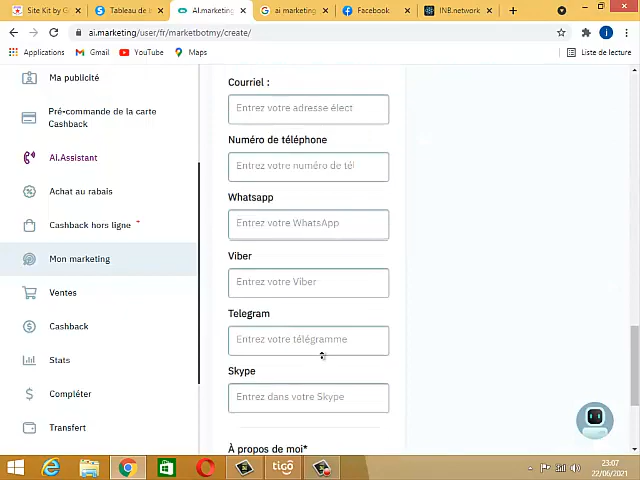 Site Kit by G
Tableau de b
AI.marketing
ai marketing
Facebook
INB.network
ai.marketing/user/fr/marketbotmy/create/
Applications
Gmail
YouTube
Maps
Liste de lecture
Ma publicité
Pré-commande de la carte
Cashback
AI.Assistant
Achat au rabais
Cashback hors ligne *
Mon marketing
Ventes
Cashback
Stats
Compléter
Transfert
Courriel :
Entrez votre adresse élect
Numéro de téléphone
Entrez votre numéro de tél
Whatsapp
Entrez votre WhatsApp
Viber
Entrez votre Viber
Telegram
Entrez votre télégramme
Skype
Entrez dans votre Skype
À propos de moi*
tigo
23:07
22/06/2021